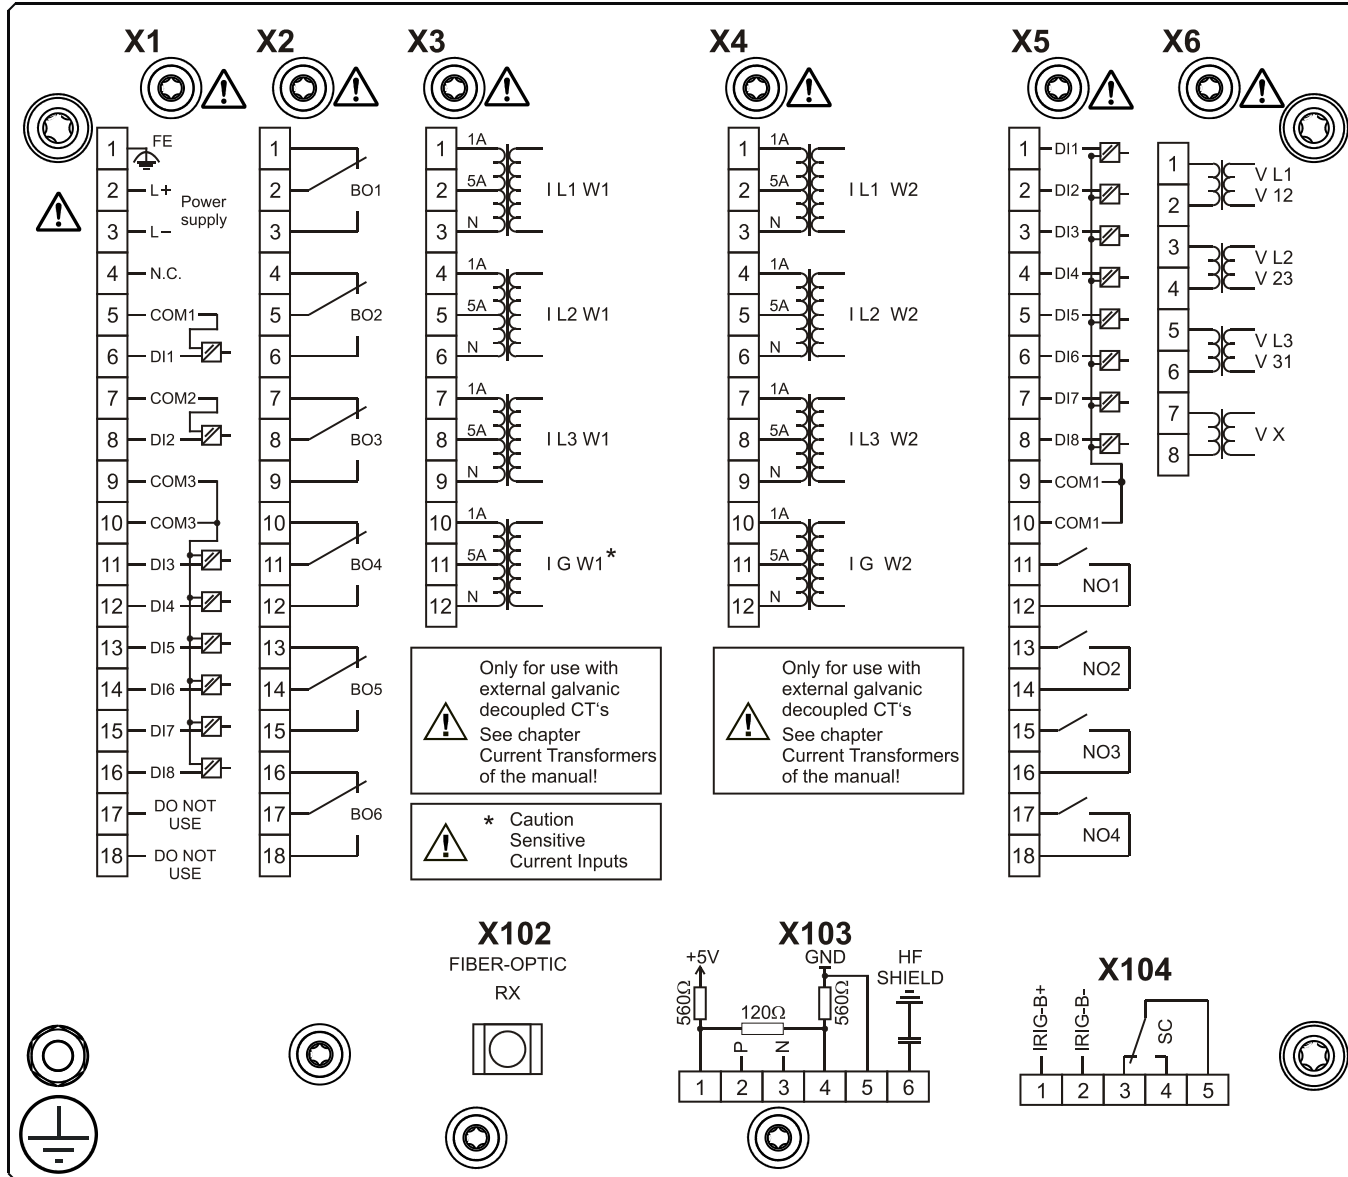 X1
1 FE
2 L+
Power
supply
3 L–
4 N.C.
5 COM1
6 DI1
7 COM2
8 DI2
9 COM3
10 COM3
11 DI3
12 DI4
13 DI5
14 DI6
15 DI7
16 DI8
17 DO NOT
USE
18 DO NOT
USE
X2
1
2 BO1
3
4
5 BO2
6
7
8 BO3
9
10
11 BO4
12
13
14 BO5
15
16
17 BO6
18
X3
1 1A
2 5A I L1 W1
3 N
4 1A
5 5A I L2 W1
6 N
7 1A
8 5A I L3 W1
9 N
10 1A
11 5A I G W1*
12 N
Only for use with
external galvanic
decoupled CT‘s
See chapter
Current Transformers
of the manual!
* Caution
Sensitive
Current Inputs
X4
1 1A
2 5A I L1 W2
3 N
4 1A
5 5A I L2 W2
6 N
7 1A
8 5A I L3 W2
9 N
10 1A
11 5A I G W2
12 N
Only for use with
external galvanic
decoupled CT‘s
See chapter
Current Transformers
of the manual!
X5
1 DI1
2 DI2
3 DI3
4 DI4
5 DI5
6 DI6
7 DI7
8 DI8
9 COM1
10 COM1
11
NO1
12
13
NO2
14
15
NO3
16
17
NO4
18
X6
1 V L1
2 V 12
3 V L2
4 V 23
5 V L3
6 V 31
7
V X
8
X102
FIBER-OPTIC
RX
X103
+5V GND HF
SHIELD
560Ω 120Ω 560Ω
P N
1 2 3 4 5 6
X104
IRIG-B+ IRIG-B- SC
1 2 3 4 5